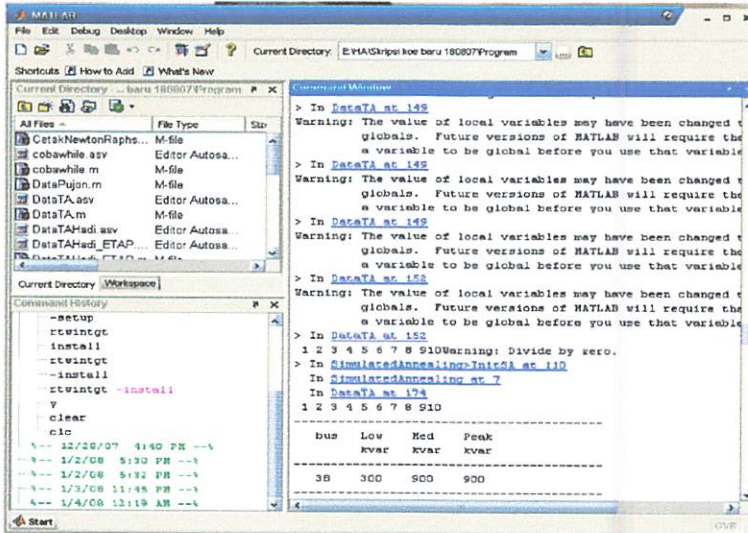 MATLAB
File Edit Debug Desktop Window Help
Current Directory: E:\HA\Skripsi koe baru 180807\Program
Shortcuts How to Add What's New
Current Directory - ... baru 180807\Program
All Files File Type Size
CetakNewtonRaphs... M-file
cobawhile.asv Editor Autosa...
cobawhile.m M-file
DataPujon.m M-file
DataTA.asv Editor Autosa...
DataTA.m M-file
DataTAHadi.asv Editor Autosa...
DataTAHadi_ETAP.... Editor Autosa...
DataTAHadi_ETAP.m M-file
Current Directory Workspace
Command History
-setup
rtwintgt
install
rtwintgt
-install
rtwintgt -install
y
clear
clc
%-- 12/28/07 4:40 PM --%
%-- 1/2/08 5:30 PM --%
%-- 1/2/08 5:32 PM --%
%-- 1/3/08 11:45 PM --%
%-- 1/4/08 12:19 AM --%
Start
Command Window
> In DataTA at 149
Warning: The value of local variables may have been changed t
globals. Future versions of MATLAB will require the
a variable to be global before you use that variable
> In DataTA at 149
Warning: The value of local variables may have been changed t
globals. Future versions of MATLAB will require the
a variable to be global before you use that variable
> In DataTA at 149
Warning: The value of local variables may have been changed t
globals. Future versions of MATLAB will require the
a variable to be global before you use that variable
> In DataTA at 152
Warning: The value of local variables may have been changed t
globals. Future versions of MATLAB will require the
a variable to be global before you use that variable
> In DataTA at 152
1 2 3 4 5 6 7 8 910Warning: Divide by zero.
> In SimulatedAnnealing>InitSA at 110
In SimulatedAnnealing at 7
In DataTA at 174
1 2 3 4 5 6 7 8 910
bus Low Med Peak
kvar kvar kvar
38 300 900 900
OVR